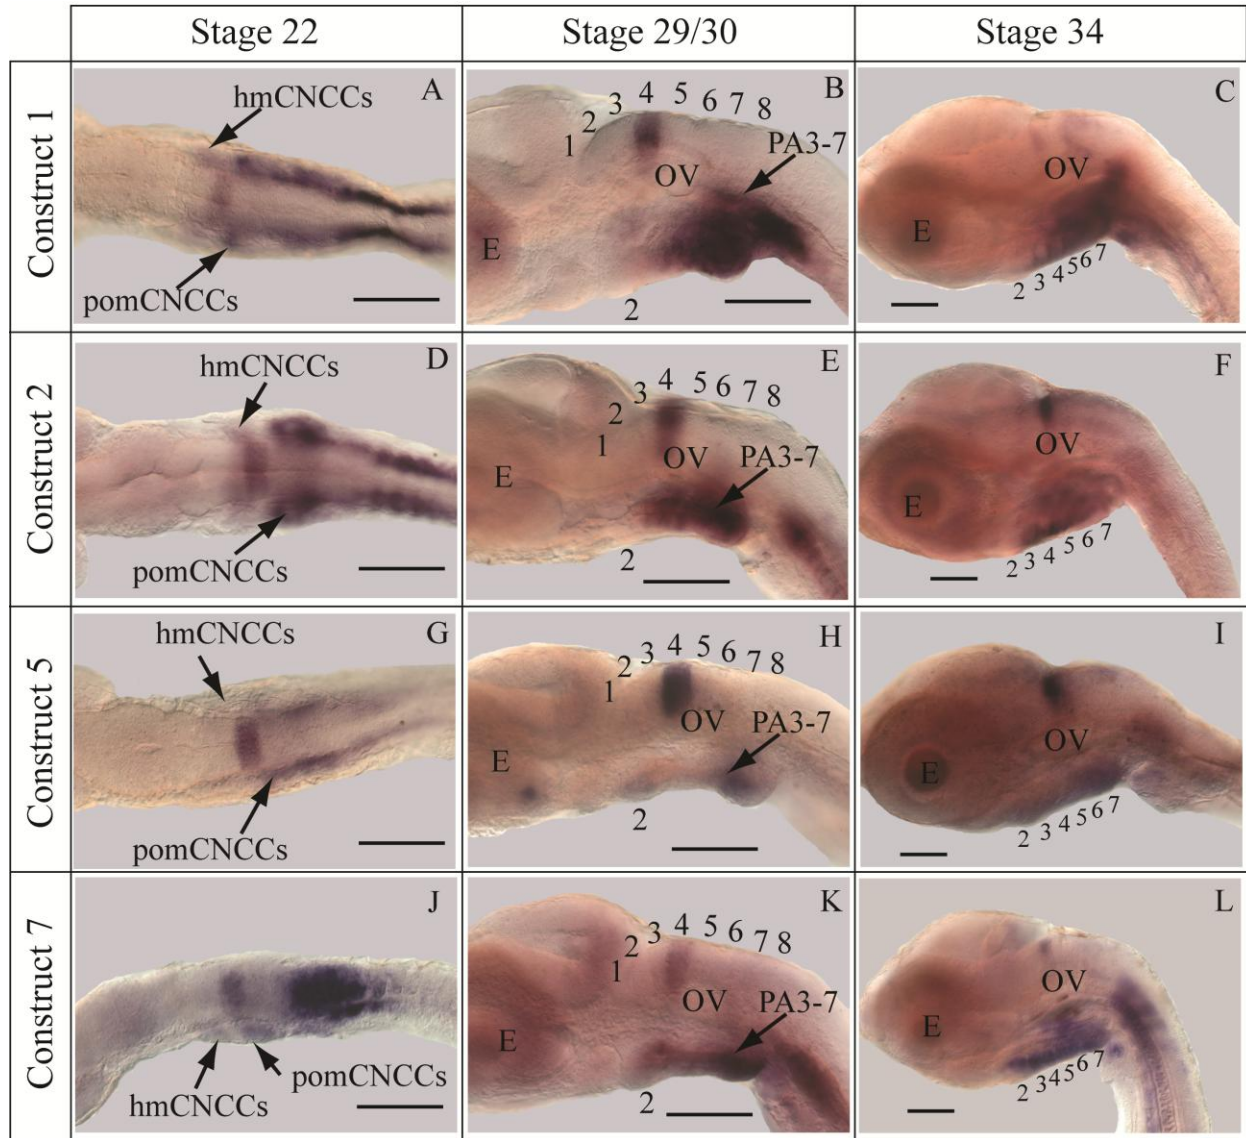 Stage 22
Stage 29/30
Stage 34
Construct 1
A
hmCNCCs
pomCNCCs
B
1 2 3 4 5 6 7 8
PA3-7
OV
E
2
C
OV
E
2 3 4 5 6 7
Construct 2
D
hmCNCCs
pomCNCCs
E
1 2 3 4 5 6 7 8
OV
PA3-7
E
2
F
OV
E
2 3 4 5 6 7
Construct 5
G
hmCNCCs
pomCNCCs
H
1 2 3 4 5 6 7 8
OV
PA3-7
E
2
I
OV
E
2 3 4 5 6 7
Construct 7
J
pomCNCCs
hmCNCCs
K
1 2 3 4 5 6 7 8
OV
PA3-7
E
2
L
OV
E
2 3 4 5 6 7